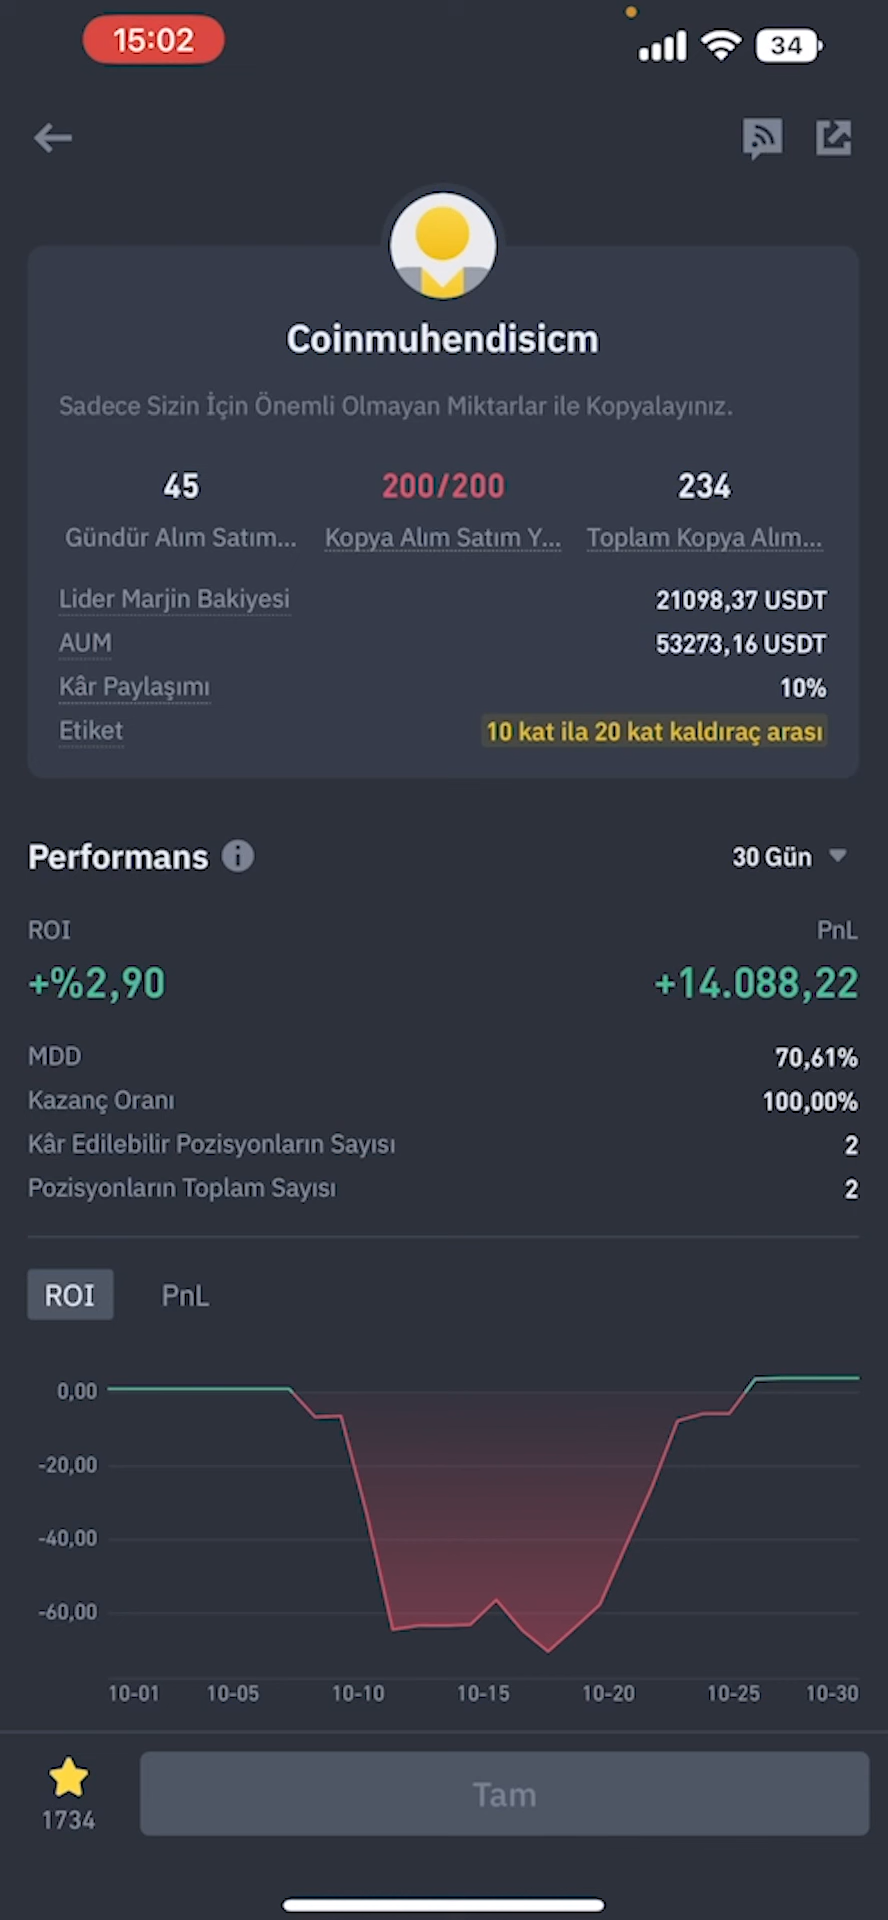 15:02
34
Coinmuhendisicm
Sadece Sizin İçin Önemli Olmayan Miktarlar ile Kopyalayınız.
45 200/200 234
Gündür Alım Satım... Kopya Alım Satım Y... Toplam Kopya Alım...
Lider Marjin Bakiyesi 21098,37 USDT
AUM 53273,16 USDT
Kâr Paylaşımı 10%
Etiket 10 kat ila 20 kat kaldıraç arası
Performans 30 Gün
ROI PnL
+%2,90 +14.088,22
MDD 70,61%
Kazanç Oranı 100,00%
Kâr Edilebilir Pozisyonların Sayısı 2
Pozisyonların Toplam Sayısı 2
ROI PnL
0,00
-20,00
-40,00
-60,00
10-01 10-05 10-10 10-15 10-20 10-25 10-30
1734
Tam